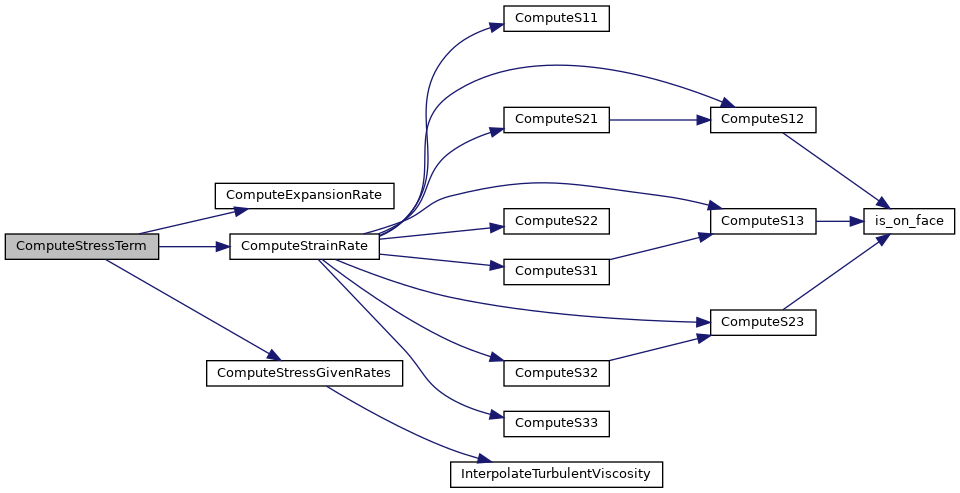 ComputeS11
ComputeS21
ComputeS12
ComputeExpansionRate
ComputeStressTerm
ComputeStrainRate
ComputeS22
ComputeS13
is_on_face
ComputeS31
ComputeS23
ComputeStressGivenRates
ComputeS32
ComputeS33
InterpolateTurbulentViscosity